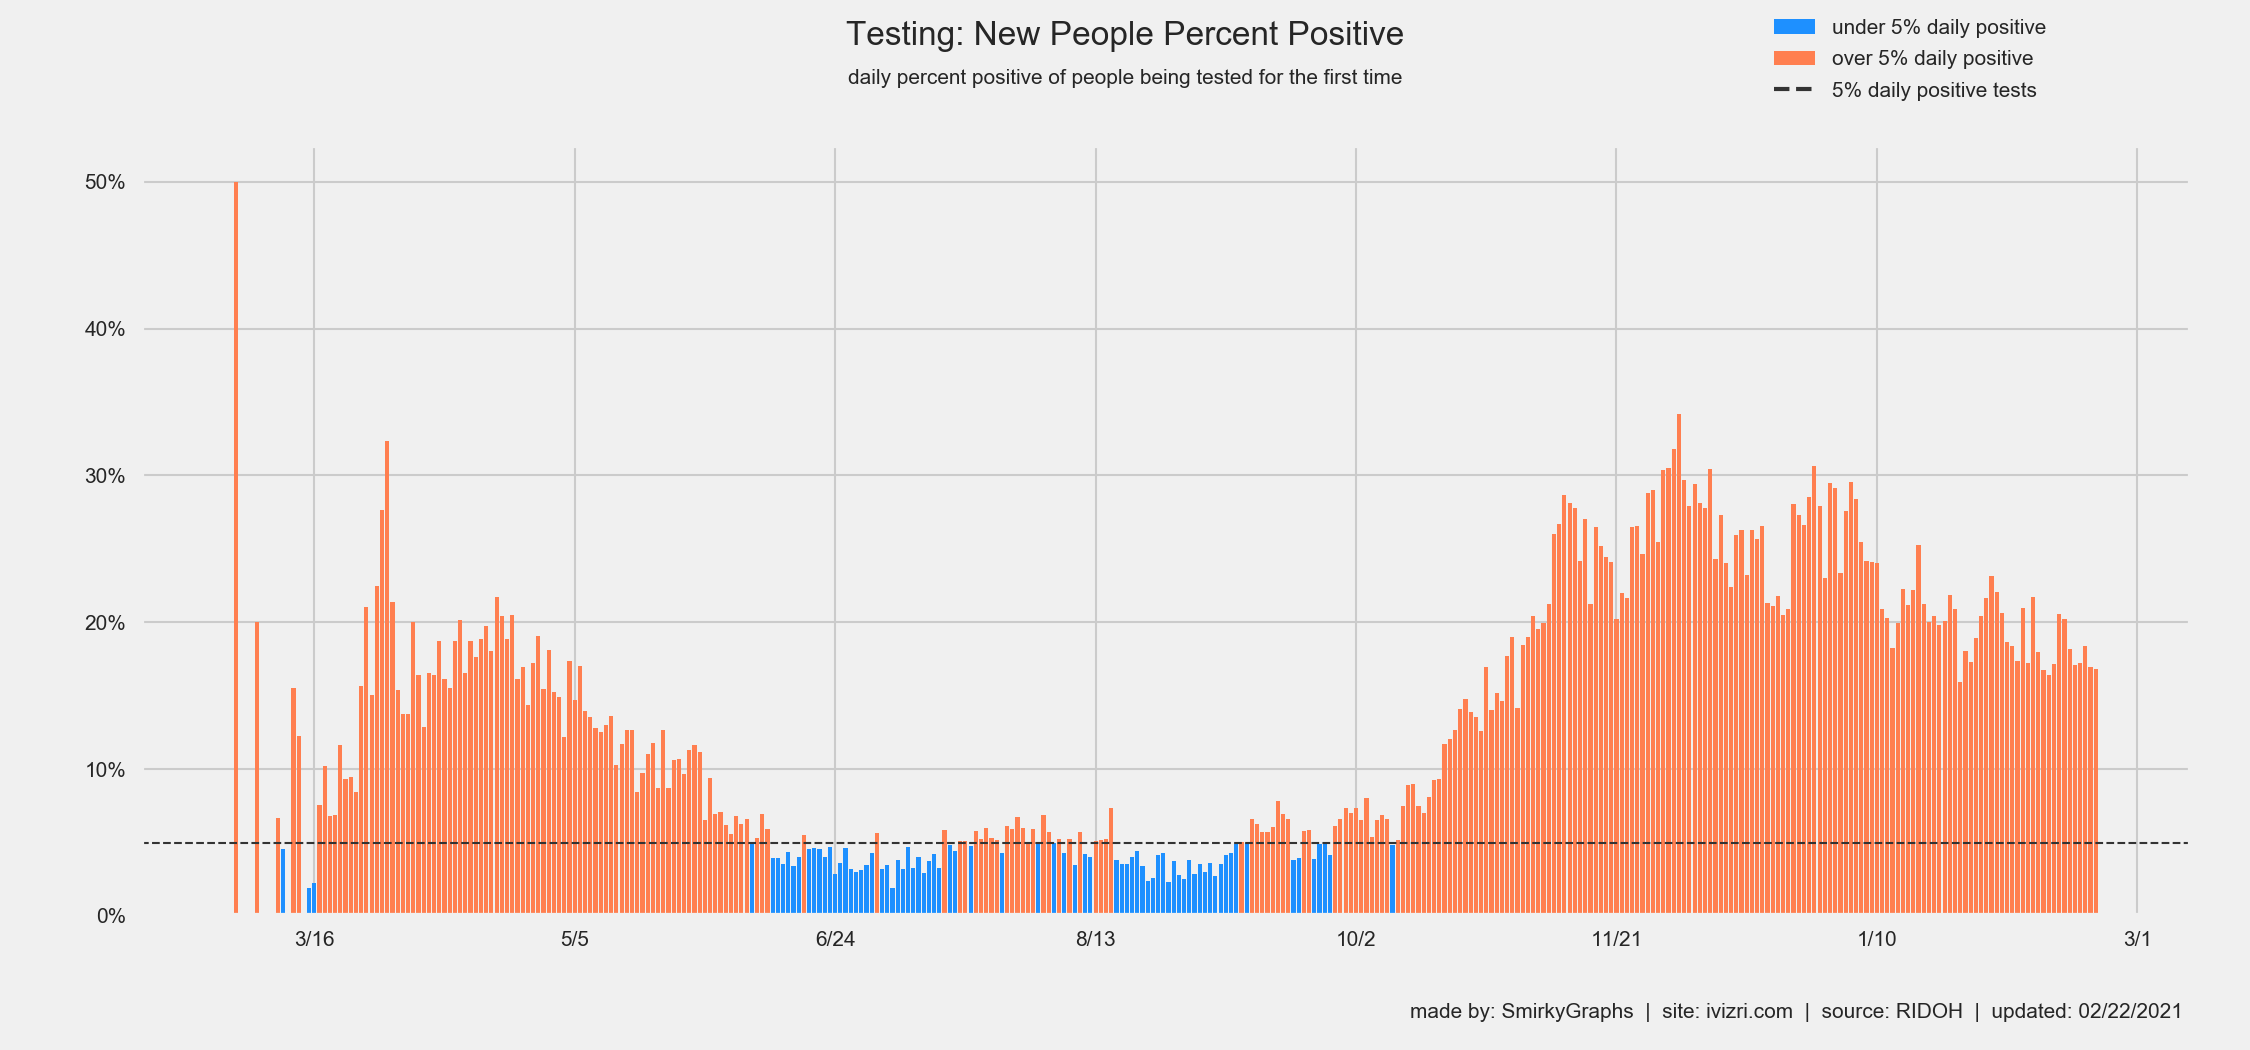 Testing: New People Percent Positive
daily percent positive of people being tested for the first time
under 5% daily positive
over 5% daily positive
5% daily positive tests
50%
40%
30%
20%
10%
0%
3/16 5/5 6/24 8/13 10/2 11/21 1/10 3/1
made by: SmirkyGraphs | site: ivizri.com | source: RIDOH | updated: 02/22/2021